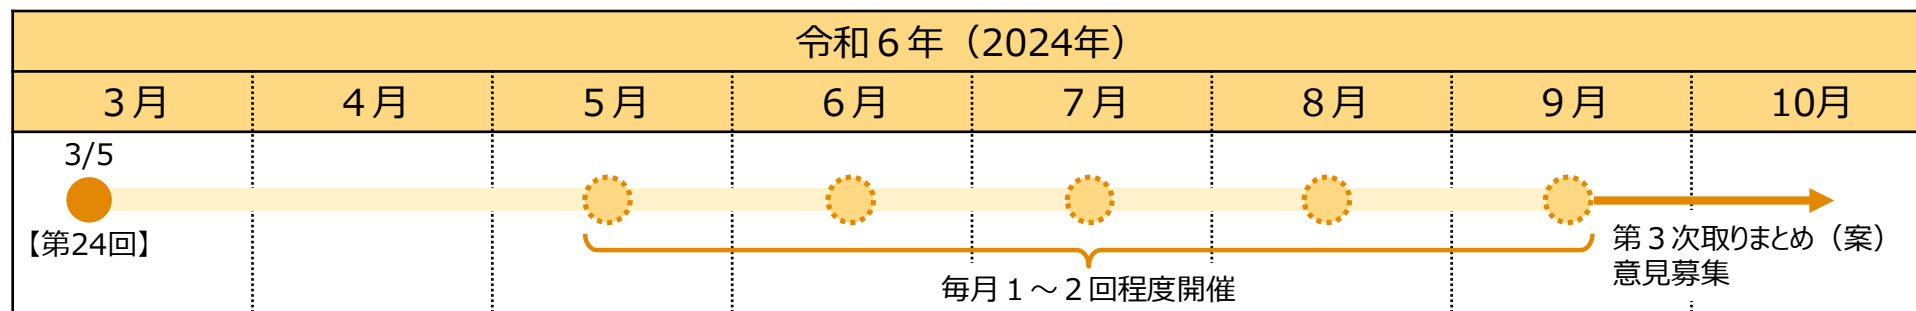 令和６年（2024年）
３月 ４月 ５月 ６月 ７月 ８月 ９月 10月
3/5
【第24回】
毎月１～２回程度開催
第３次取りまとめ（案）
意見募集